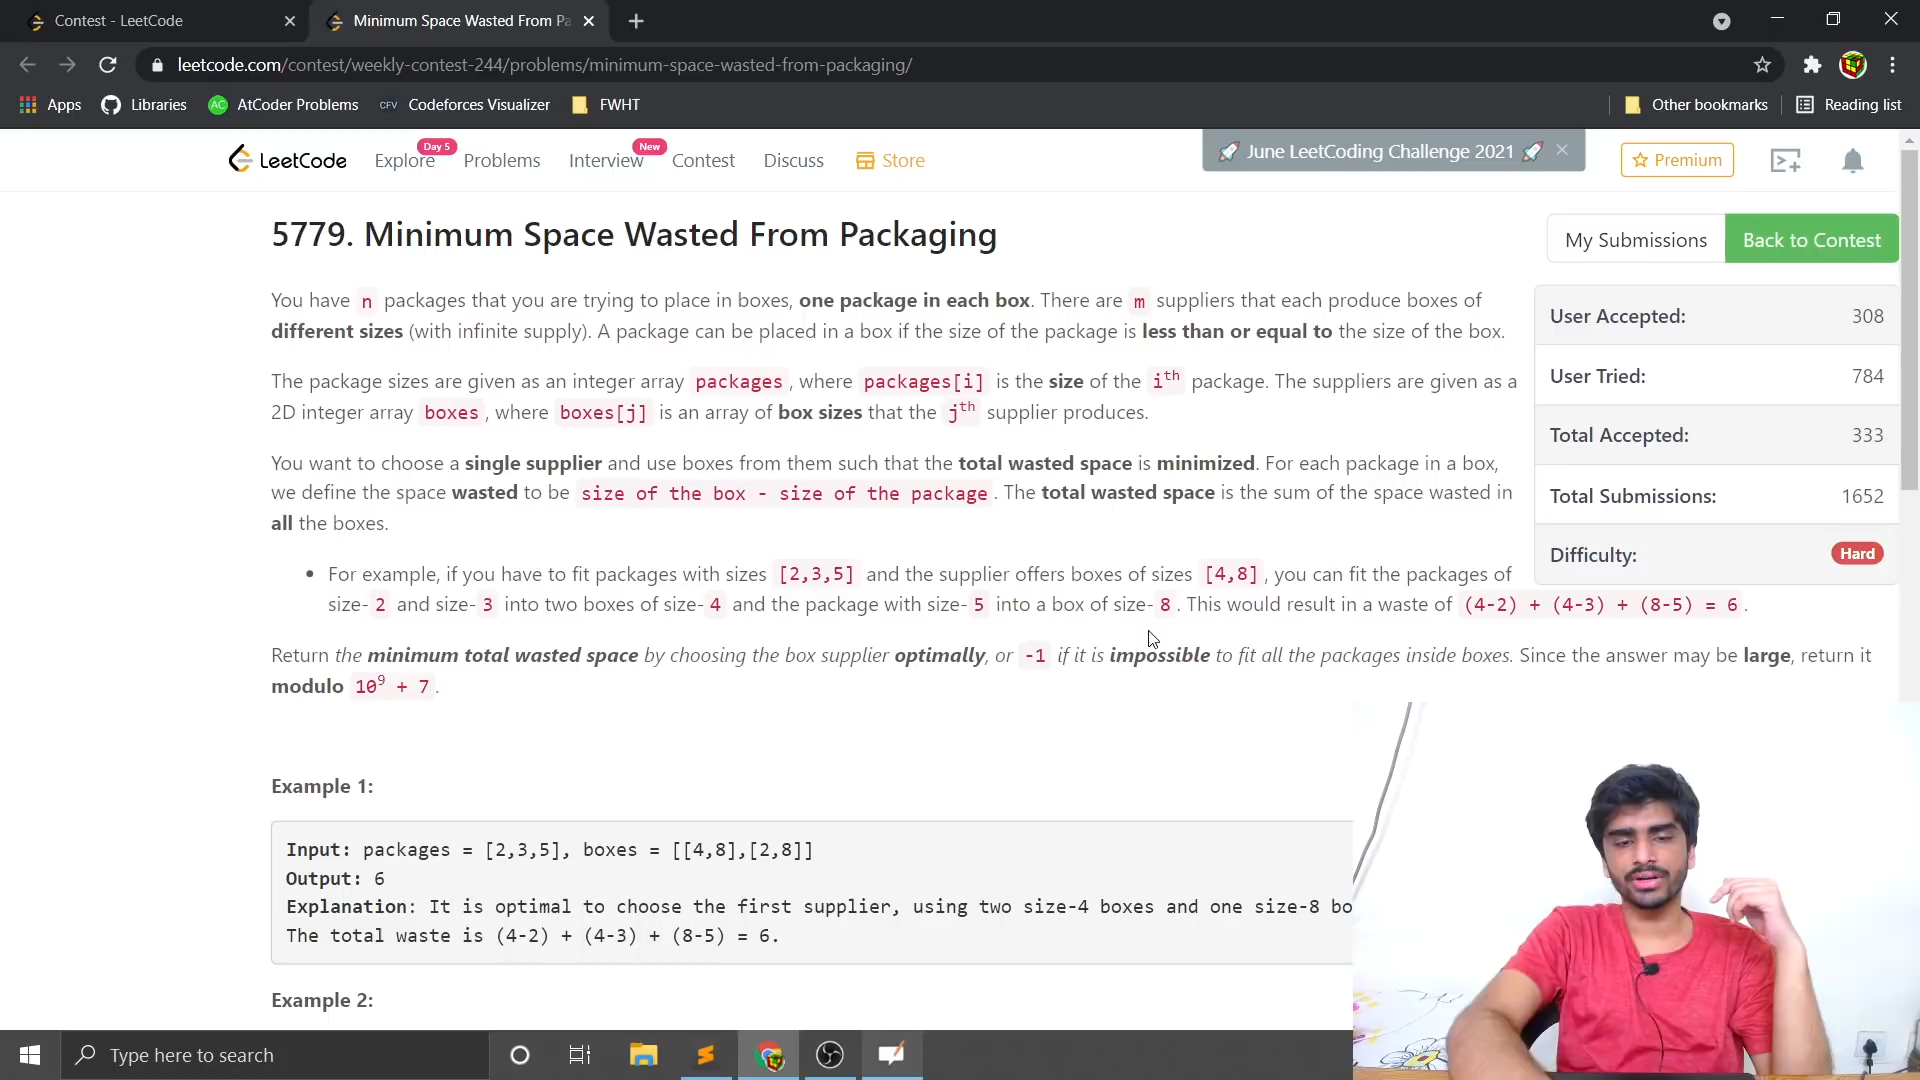 Contest - LeetCode
Minimum Space Wasted From Pa
leetcode.com/contest/weekly-contest-244/problems/minimum-space-wasted-from-packaging/
Apps
Libraries
AC
AtCoder Problems
CFV
Codeforces Visualizer
FWHT
Other bookmarks
Reading list
LeetCode
Explore
Day 5
Problems
Interview
New
Contest
Discuss
Store
June LeetCoding Challenge 2021
Premium
5779. Minimum Space Wasted From Packaging
My Submissions
Back to Contest
You have n packages that you are trying to place in boxes, one package in each box. There are m suppliers that each produce boxes of
different sizes (with infinite supply). A package can be placed in a box if the size of the package is less than or equal to the size of the box.
The package sizes are given as an integer array packages, where packages[i] is the size of the ith package. The suppliers are given as a
2D integer array boxes, where boxes[j] is an array of box sizes that the jth supplier produces.
You want to choose a single supplier and use boxes from them such that the total wasted space is minimized. For each package in a box,
we define the space wasted to be size of the box - size of the package. The total wasted space is the sum of the space wasted in
all the boxes.
For example, if you have to fit packages with sizes [2,3,5] and the supplier offers boxes of sizes [4,8], you can fit the packages of
size-2 and size-3 into two boxes of size-4 and the package with size-5 into a box of size-8. This would result in a waste of (4-2) + (4-3) + (8-5) = 6.
Return the minimum total wasted space by choosing the box supplier optimally, or -1 if it is impossible to fit all the packages inside boxes. Since the answer may be large, return it
modulo 10⁹ + 7.
User Accepted: 308
User Tried: 784
Total Accepted: 333
Total Submissions: 1652
Difficulty: Hard
Example 1:
Input: packages = [2,3,5], boxes = [[4,8],[2,8]]
Output: 6
Explanation: It is optimal to choose the first supplier, using two size-4 boxes and one size-8 bo
The total waste is (4-2) + (4-3) + (8-5) = 6.
Example 2:
Type here to search